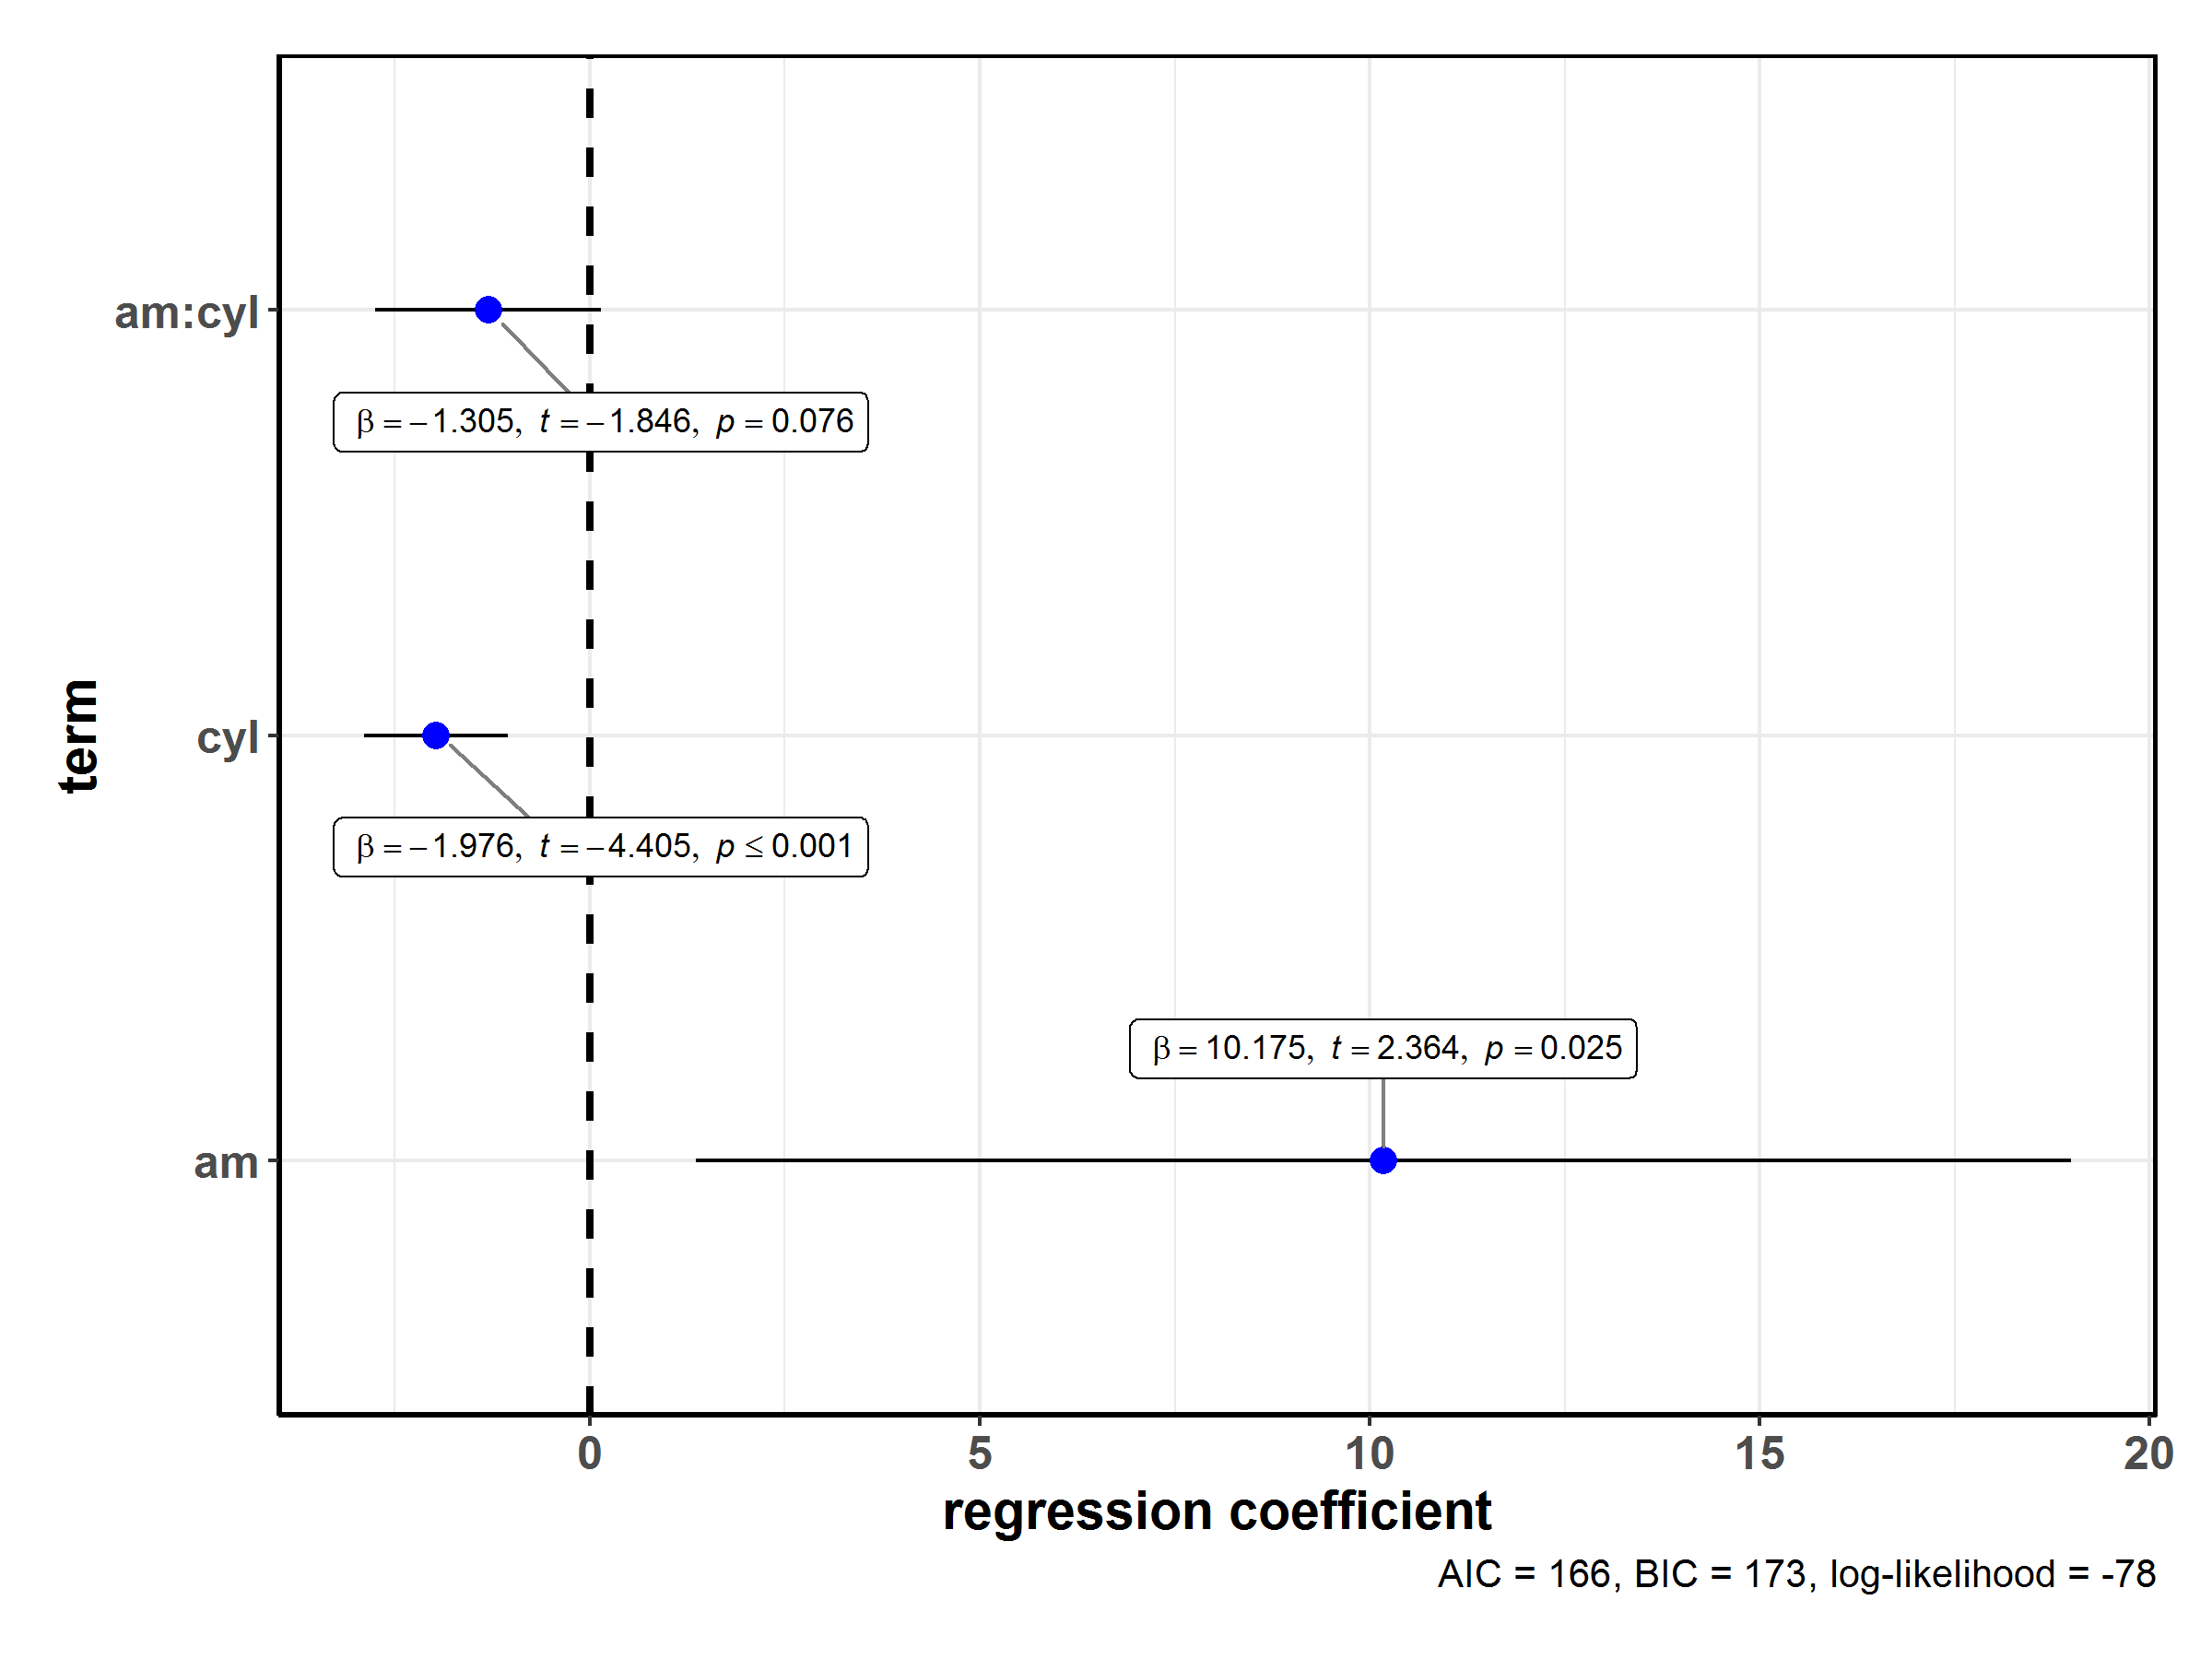 am:cyl
β = −1.305, t = −1.846, p = 0.076
term
cyl
β = −1.976, t = −4.405, p ≤ 0.001
β = 10.175, t = 2.364, p = 0.025
am
0 5 10 15 20
regression coefficient
AIC = 166, BIC = 173, log-likelihood = -78